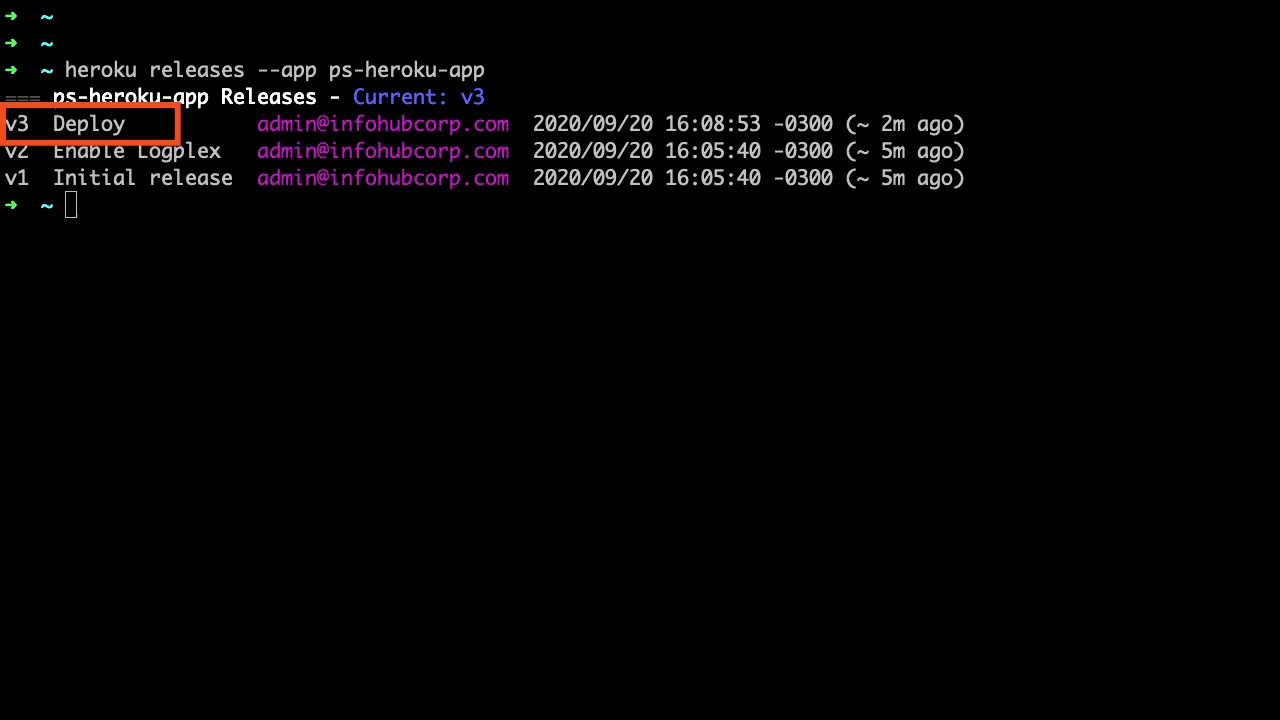 ➜  ~
➜  ~
➜  ~ heroku releases --app ps-heroku-app
=== ps-heroku-app Releases - Current: v3
v3  Deploy           admin@infohubcorp.com  2020/09/20 16:08:53 -0300 (~ 2m ago)
v2  Enable Logplex   admin@infohubcorp.com  2020/09/20 16:05:40 -0300 (~ 5m ago)
v1  Initial release  admin@infohubcorp.com  2020/09/20 16:05:40 -0300 (~ 5m ago)
➜  ~